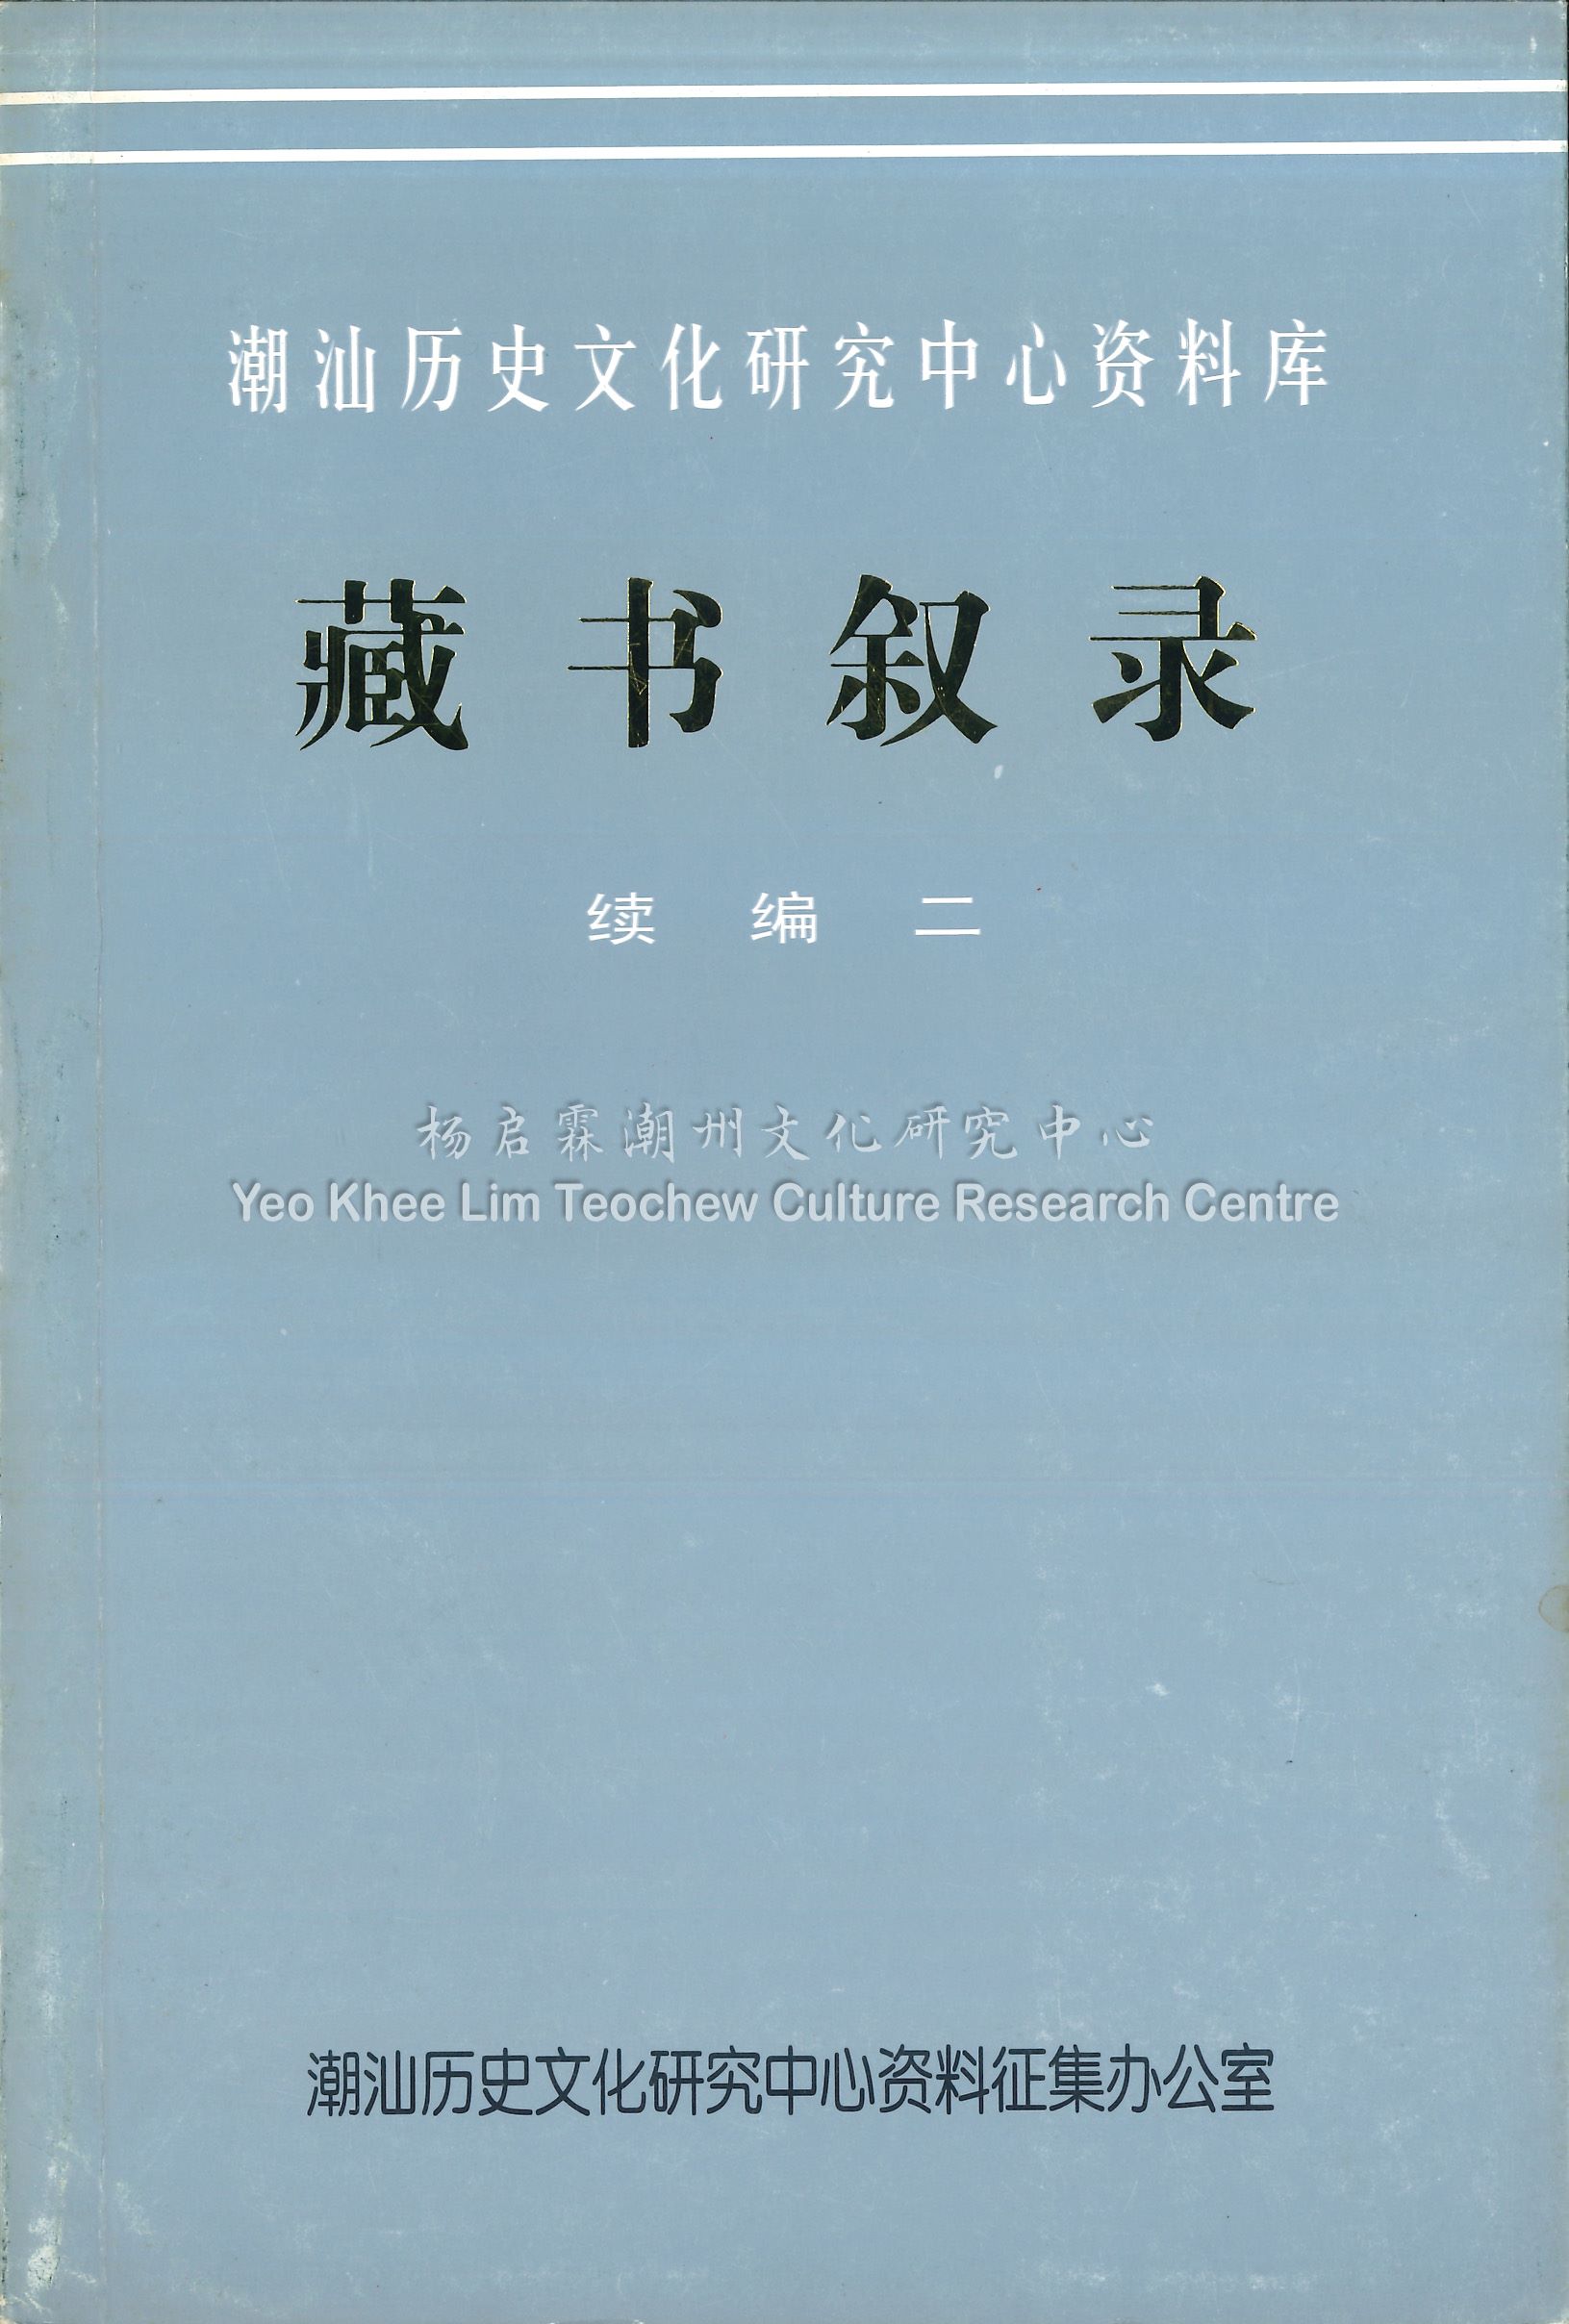 潮汕历史文化研究中心资料库
藏书叙录
续编二
杨启霖潮州文化研究中心
Yeo Khee Lim Teochew Culture Research Centre
潮汕历史文化研究中心资料征集办公室